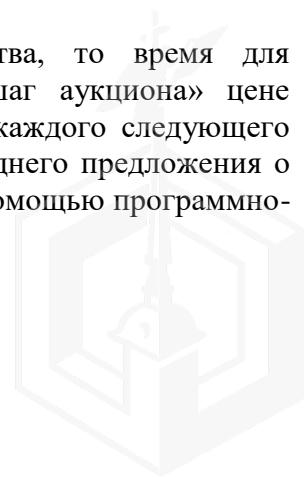 тва, то время для
шаг аукциона» цене
каждого следующего
днего предложения о
омощью программно-